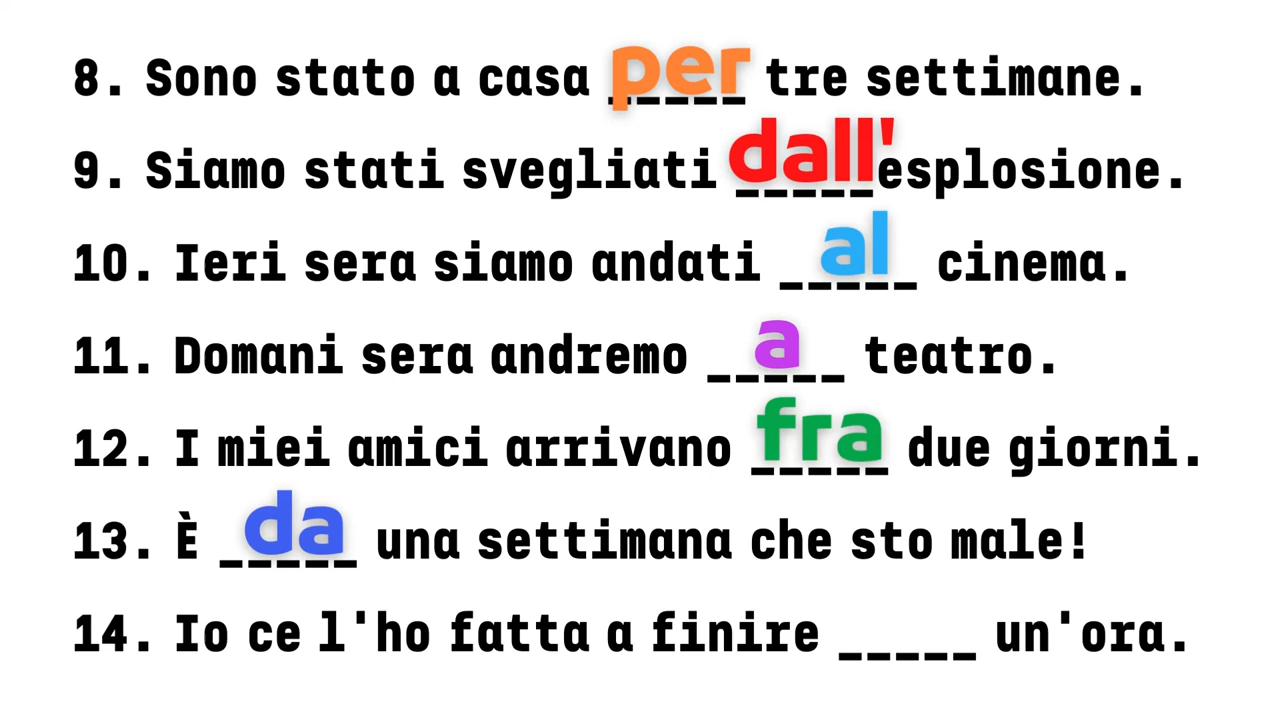 8. Sono stato a casa per tre settimane.
9. Siamo stati svegliati dall'esplosione.
10. Ieri sera siamo andati al cinema.
11. Domani sera andremo a teatro.
12. I miei amici arrivano fra due giorni.
13. È da una settimana che sto male!
14. Io ce l'ho fatta a finire _____ un'ora.